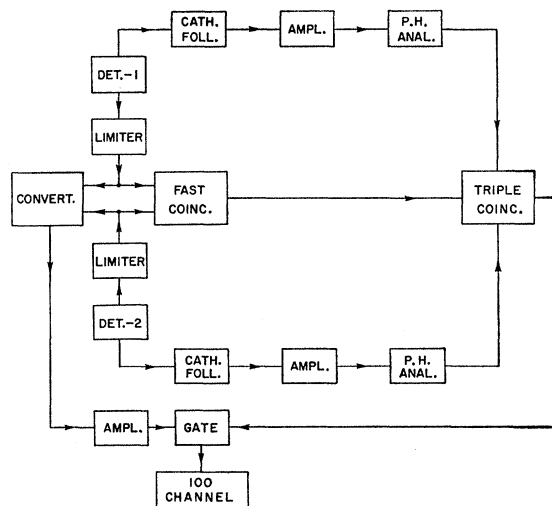 CATH.
FOLL.
AMPL.
P.H.
ANAL.
DET.-1
LIMITER
CONVERT.
FAST
COINC.
TRIPLE
COINC.
LIMITER
DET.-2
CATH.
FOLL.
AMPL.
P.H.
ANAL.
AMPL.
GATE
100
CHANNEL